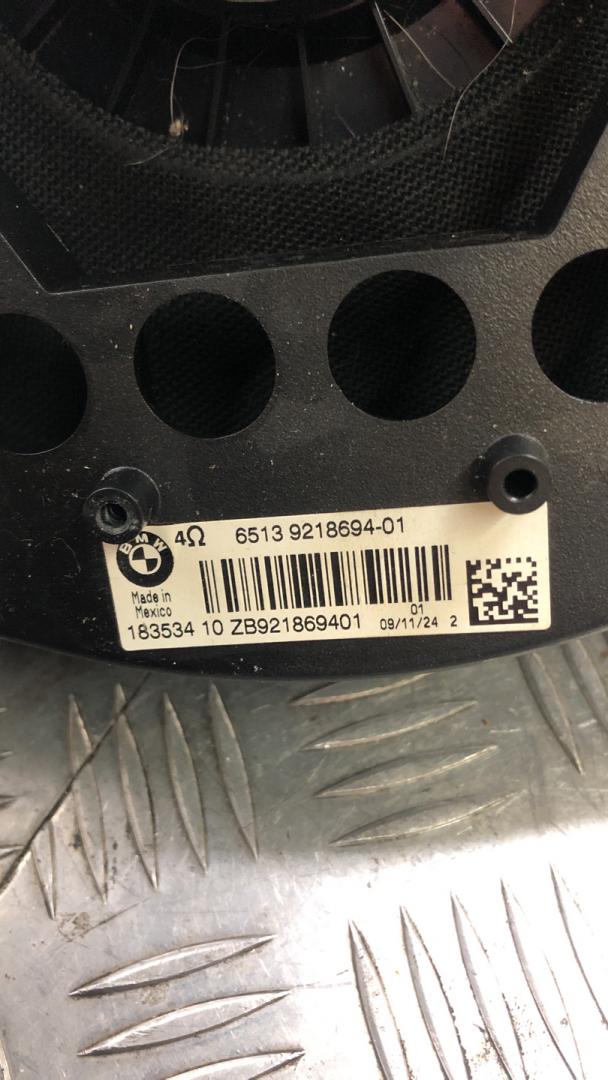 BMW
4Ω 6513 9218694-01
Made in
Mexico
01
183534 10 ZB921869401 09/11/24 2